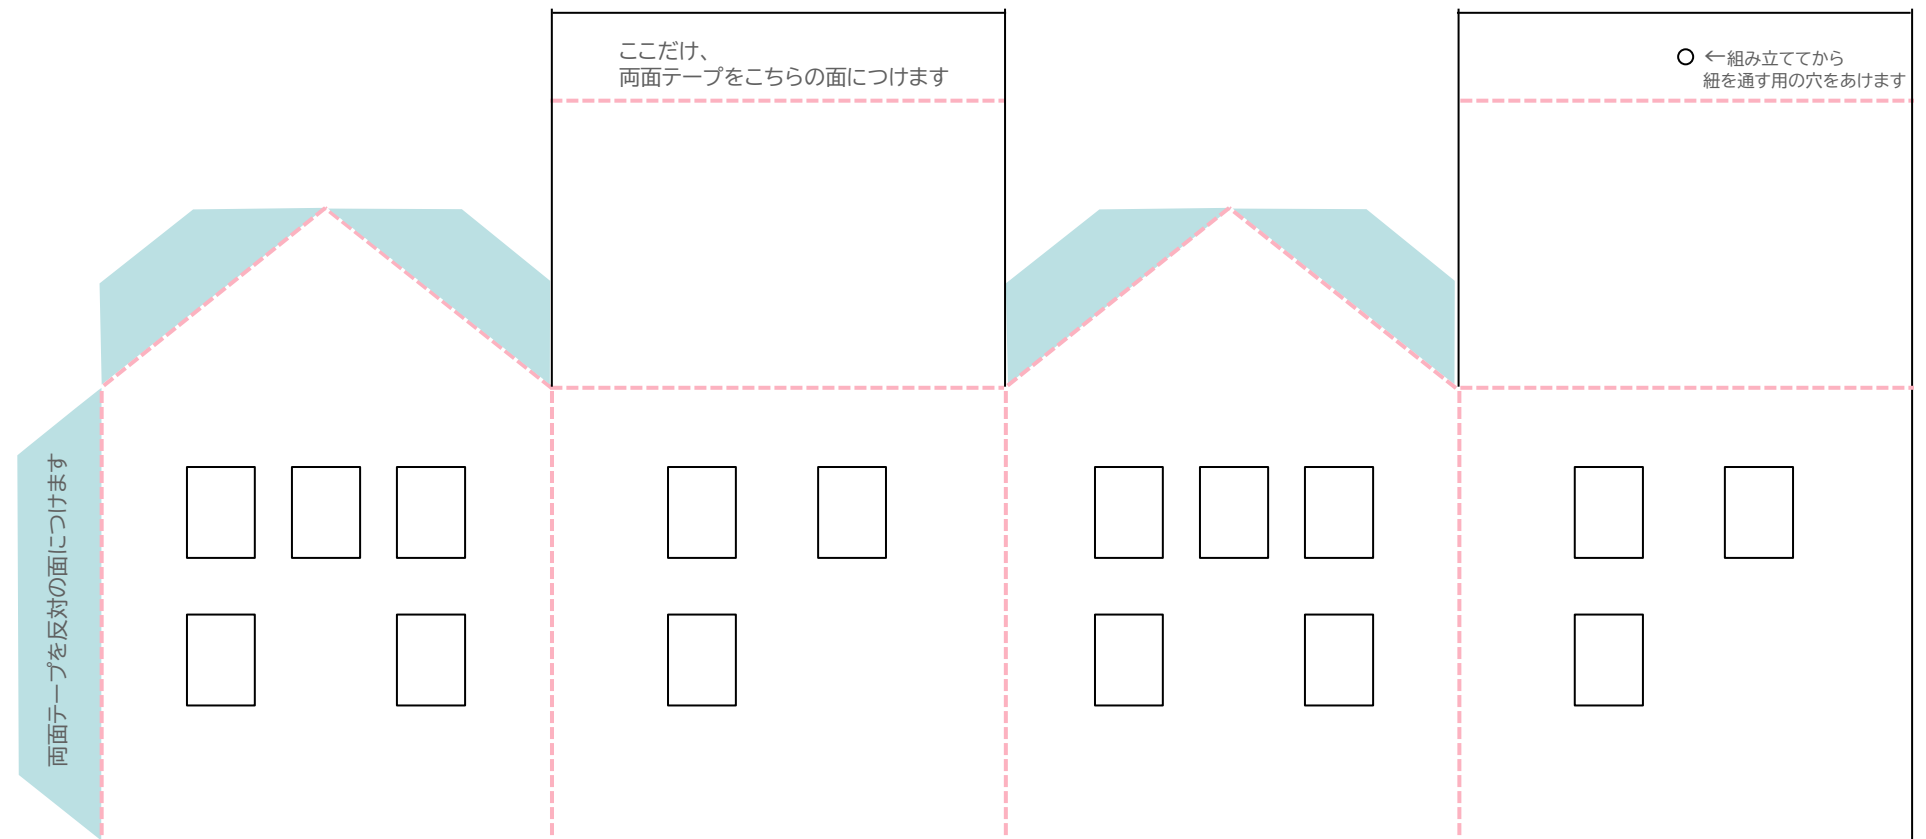 ここだけ、
両面テープをこちらの面につけます
←組み立ててから
紐を通す用の穴をあけます
両面テープを反対の面につけます